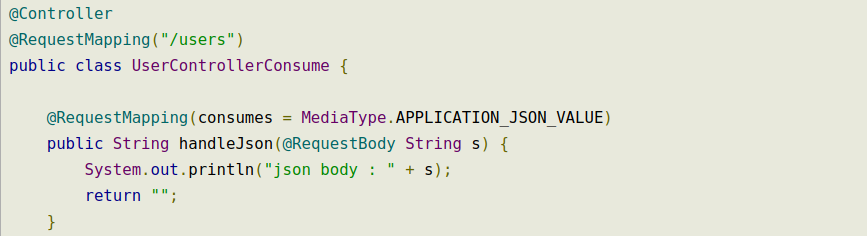 @Controller
@RequestMapping("/users")
public class UserControllerConsume {
@RequestMapping(consumes = MediaType.APPLICATION_JSON_VALUE)
public String handleJson(@RequestBody String s) {
System.out.println("json body : " + s);
return "";
}